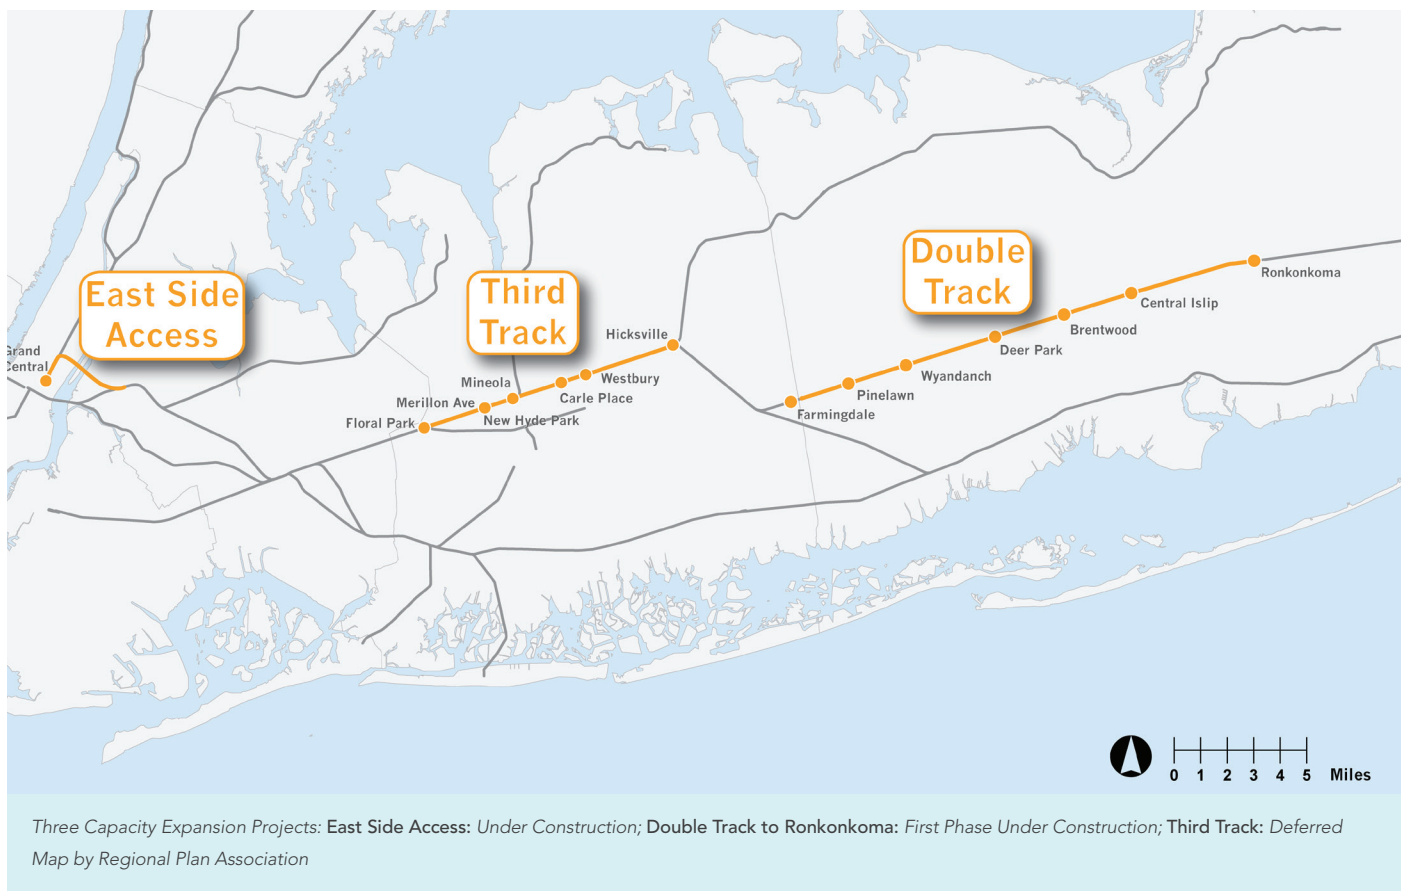 East Side
Access
Third
Track
Double
Track
Grand
Central
Floral Park
Merillon Ave
New Hyde Park
Mineola
Carle Place
Westbury
Hicksville
Farmingdale
Pinelawn
Wyandanch
Deer Park
Brentwood
Central Islip
Ronkonkoma
0 1 2 3 4 5 Miles
Three Capacity Expansion Projects: East Side Access: Under Construction; Double Track to Ronkonkoma: First Phase Under Construction; Third Track: Deferred
Map by Regional Plan Association